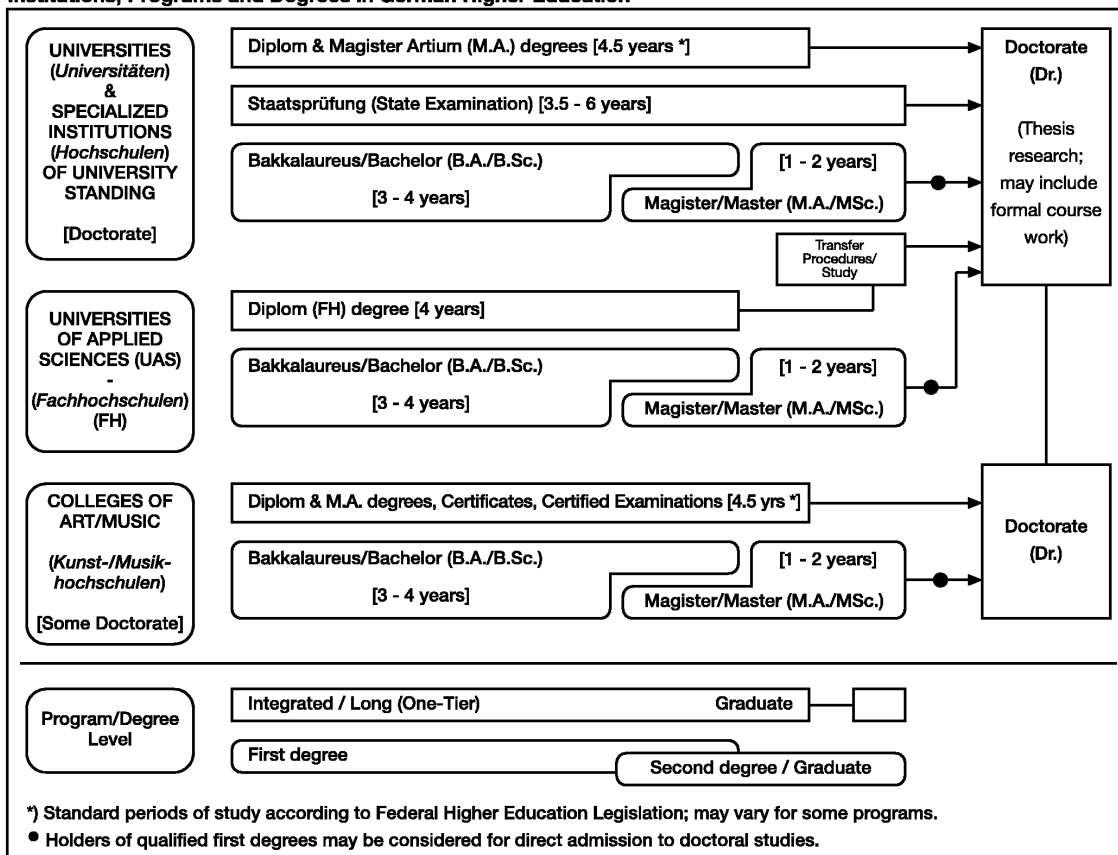 Institutions, Programs and Degrees in German Higher Education
UNIVERSITIES
(Universitäten)
&
SPECIALIZED
INSTITUTIONS
(Hochschulen)
OF UNIVERSITY
STANDING
[Doctorate]
Diplom & Magister Artium (M.A.) degrees [4.5 years *]
Staatsprüfung (State Examination) [3.5 - 6 years]
Bakkalaureus/Bachelor (B.A./B.Sc.)
[3 - 4 years]
[1 - 2 years]
Magister/Master (M.A./MSc.)
Transfer
Procedures/
Study
Doctorate
(Dr.)
(Thesis
research;
may include
formal course
work)
UNIVERSITIES
OF APPLIED
SCIENCES (UAS)
-
(Fachhochschulen)
(FH)
Diplom (FH) degree [4 years]
Bakkalaureus/Bachelor (B.A./B.Sc.)
[3 - 4 years]
[1 - 2 years]
Magister/Master (M.A./MSc.)
COLLEGES OF
ART/MUSIC
(Kunst-/Musik-
hochschulen)
[Some Doctorate]
Diplom & M.A. degrees, Certificates, Certified Examinations [4.5 yrs *]
Bakkalaureus/Bachelor (B.A./B.Sc.)
[3 - 4 years]
[1 - 2 years]
Magister/Master (M.A./MSc.)
Doctorate
(Dr.)
Program/Degree
Level
Integrated / Long (One-Tier) Graduate
First degree
Second degree / Graduate
*) Standard periods of study according to Federal Higher Education Legislation; may vary for some programs.
● Holders of qualified first degrees may be considered for direct admission to doctoral studies.